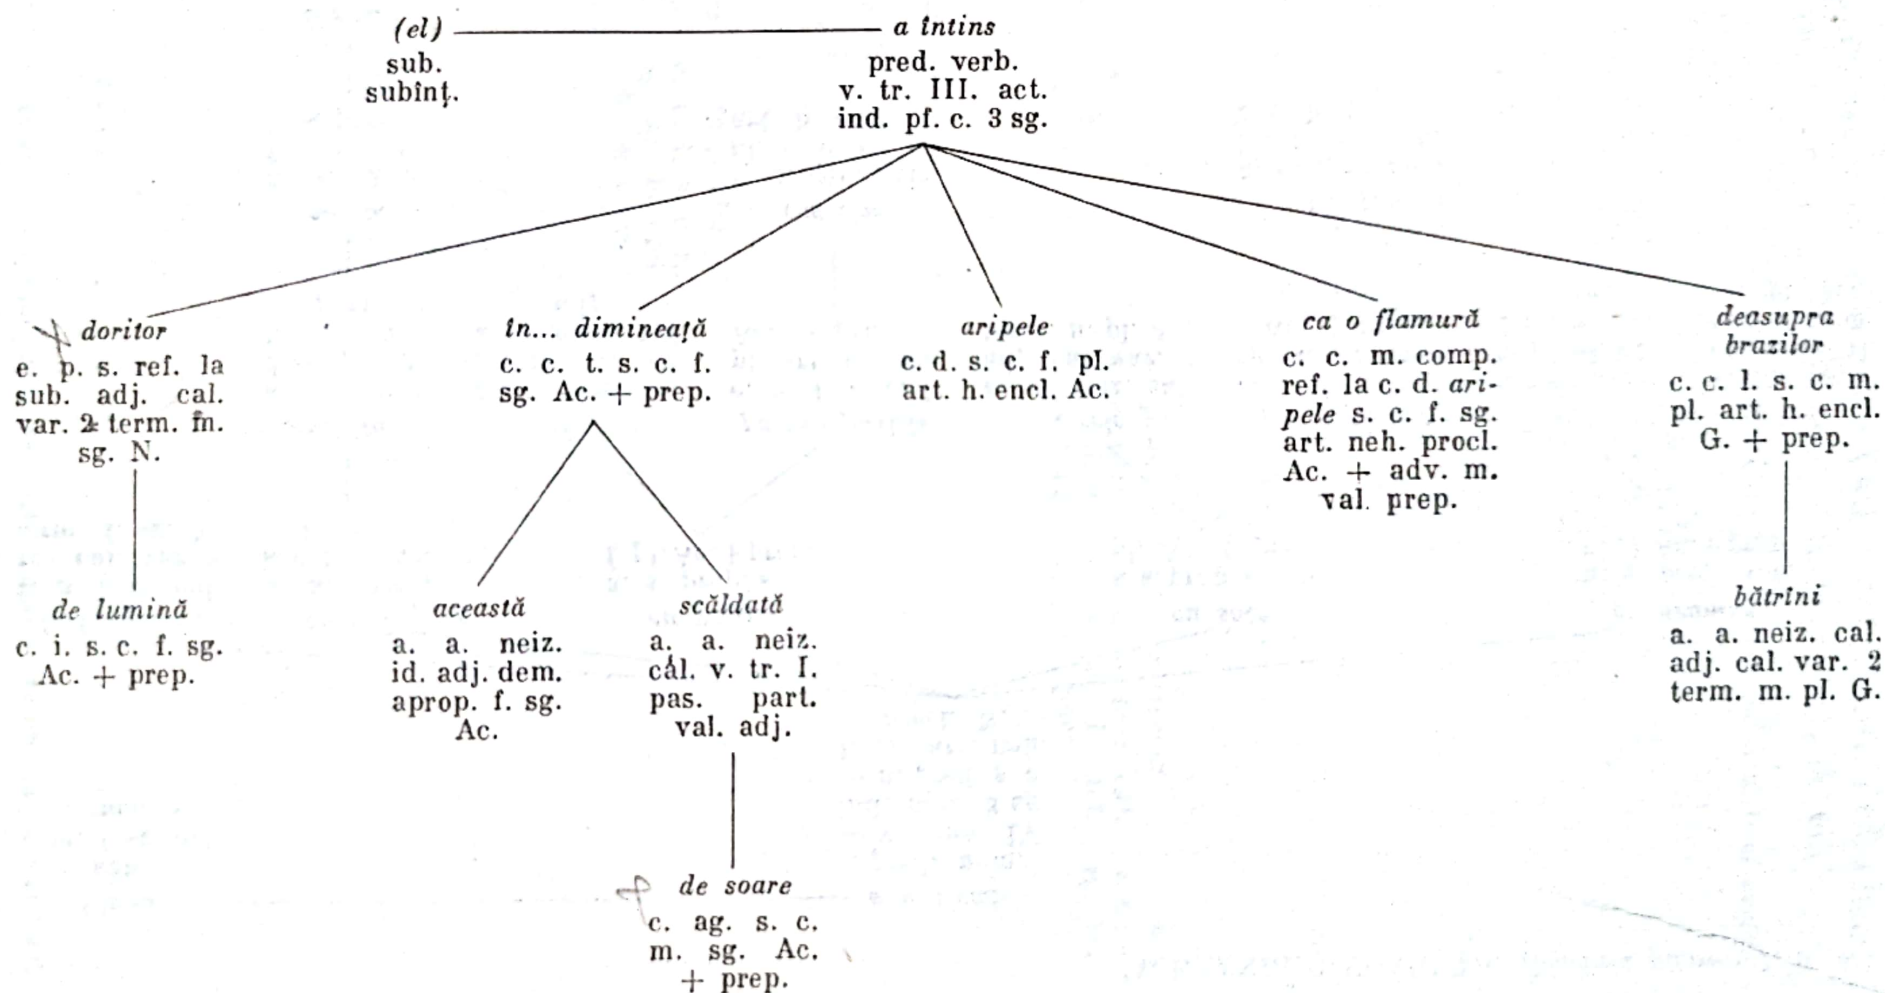 (el) a întins
sub.
subînţ.
pred. verb.
v. tr. III. act.
ind. pf. c. 3 sg.
doritor
e. p. s. ref. la
sub. adj. cal.
var. 2 term. m.
sg. N.
în... dimineaţă
c. c. t. s. c. f.
sg. Ac. + prep.
aripele
c. d. s. c. f. pl.
art. h. encl. Ac.
ca o flamură
c. c. m. comp.
ref. la c. d. ari-
pele s. c. f. sg.
art. neh. procl.
Ac. + adv. m.
val. prep.
deasupra
brazilor
c. c. l. s. c. m.
pl. art. h. encl.
G. + prep.
de lumină
c. i. s. c. f. sg.
Ac. + prep.
această
a. a. neiz.
id. adj. dem.
aprop. f. sg.
Ac.
scăldată
a. a. neiz.
cal. v. tr. I.
pas. part.
val. adj.
bătrîni
a. a. neiz. cal.
adj. cal. var. 2
term. m. pl. G.
de soare
c. ag. s. c.
m. sg. Ac.
+ prep.